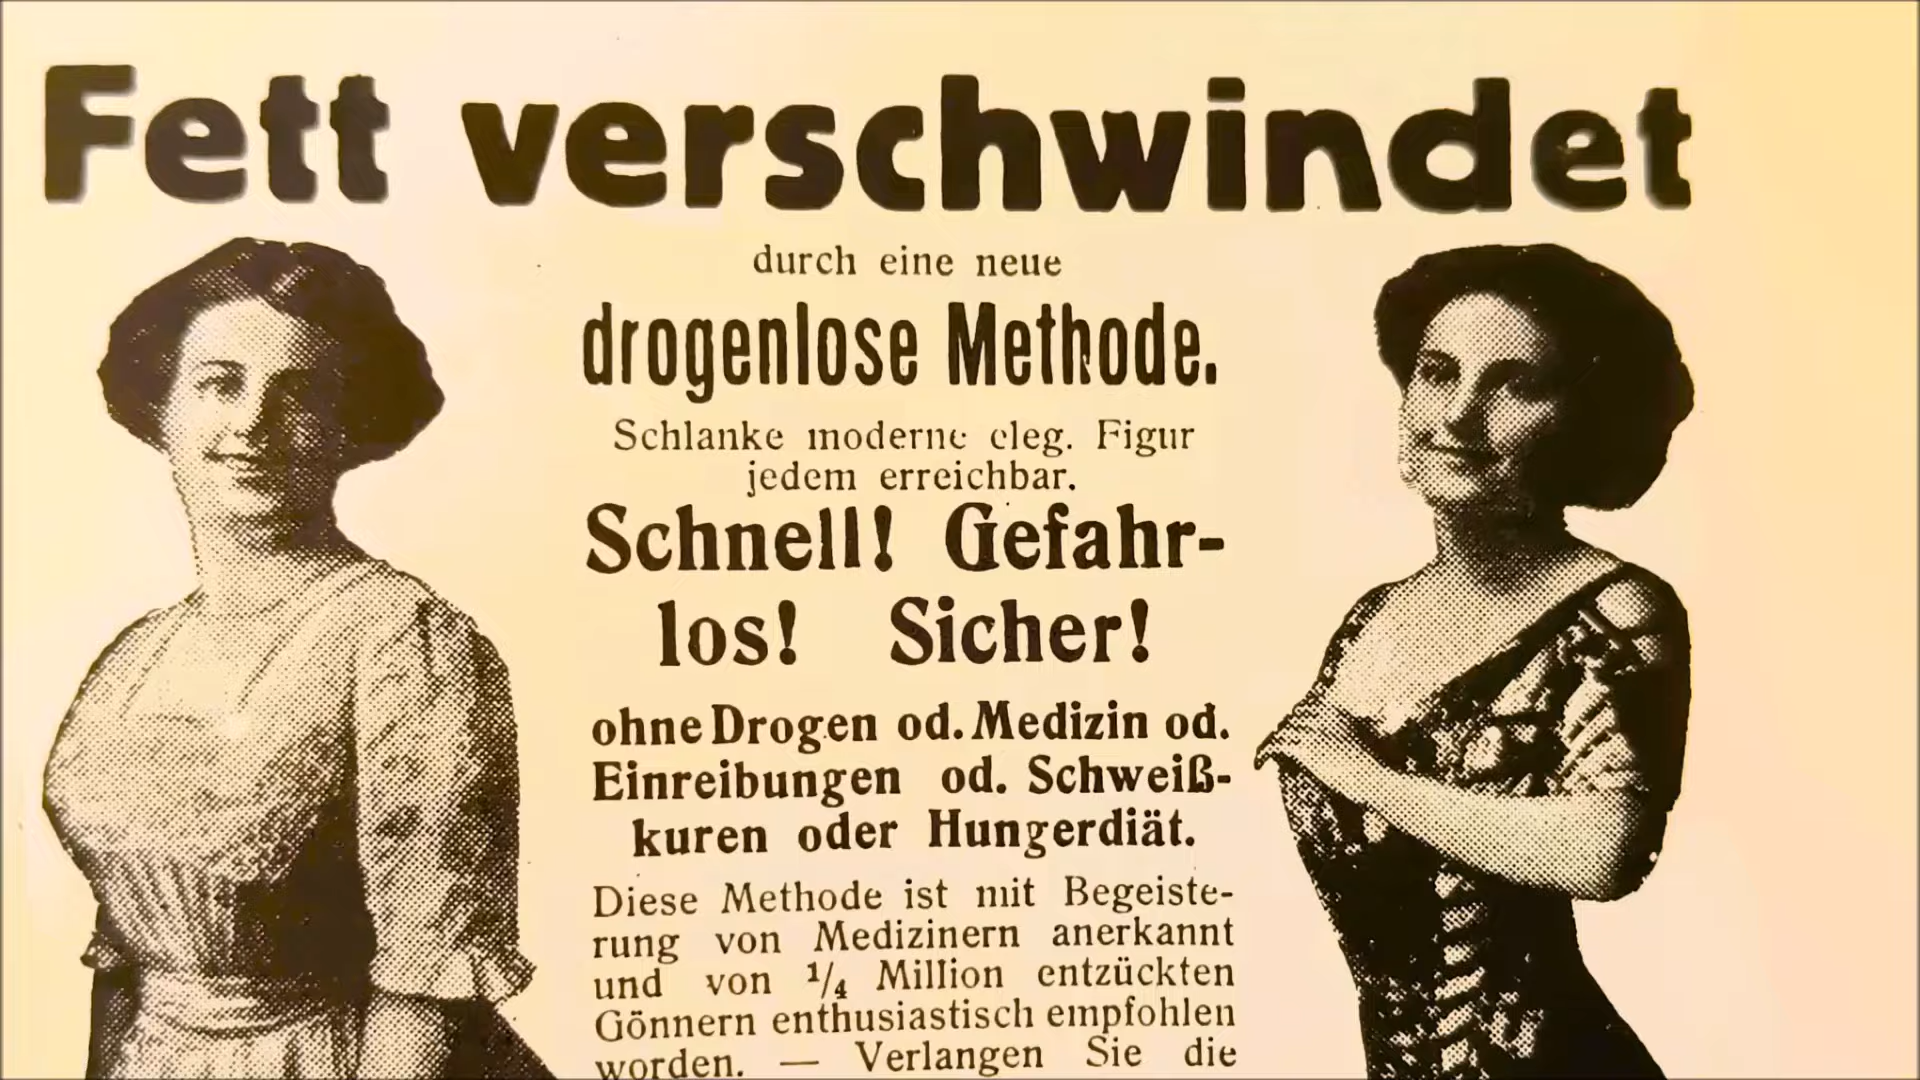 Fett verschwindet
durch eine neue
drogenlose Methode.
Schlanke moderne eleg. Figur
jedem erreichbar.
Schnell! Gefahr-
los! Sicher!
ohne Drogen od. Medizin od.
Einreibungen od. Schweiß-
kuren oder Hungerdiät.
Diese Methode ist mit Begeiste-
rung von Medizinern anerkannt
und von 1/4 Million entzückten
Gönnern enthusiastisch empfohlen
worden. — Verlangen Sie die